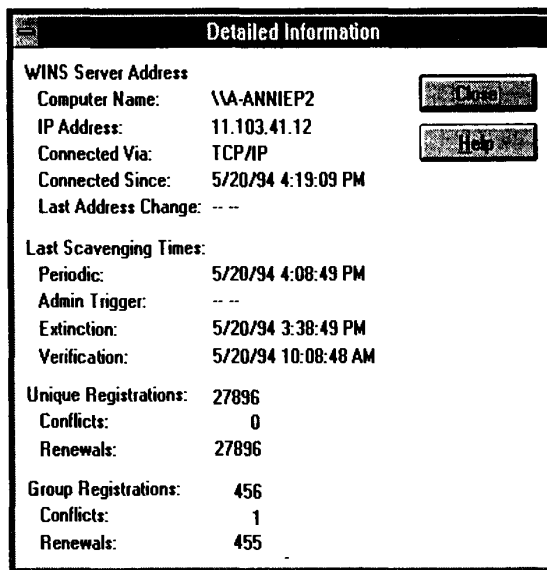 Detailed Information
WINS Server Address
Computer Name: \\A-ANNIEP2
IP Address: 11.103.41.12
Connected Via: TCP/IP
Connected Since: 5/20/94 4:19:09 PM
Last Address Change: -- --
Last Scavenging Times:
Periodic: 5/20/94 4:08:49 PM
Admin Trigger: -- --
Extinction: 5/20/94 3:38:49 PM
Verification: 5/20/94 10:08:48 AM
Unique Registrations: 27896
Conflicts: 0
Renewals: 27896
Group Registrations: 456
Conflicts: 1
Renewals: 455
Close
Help